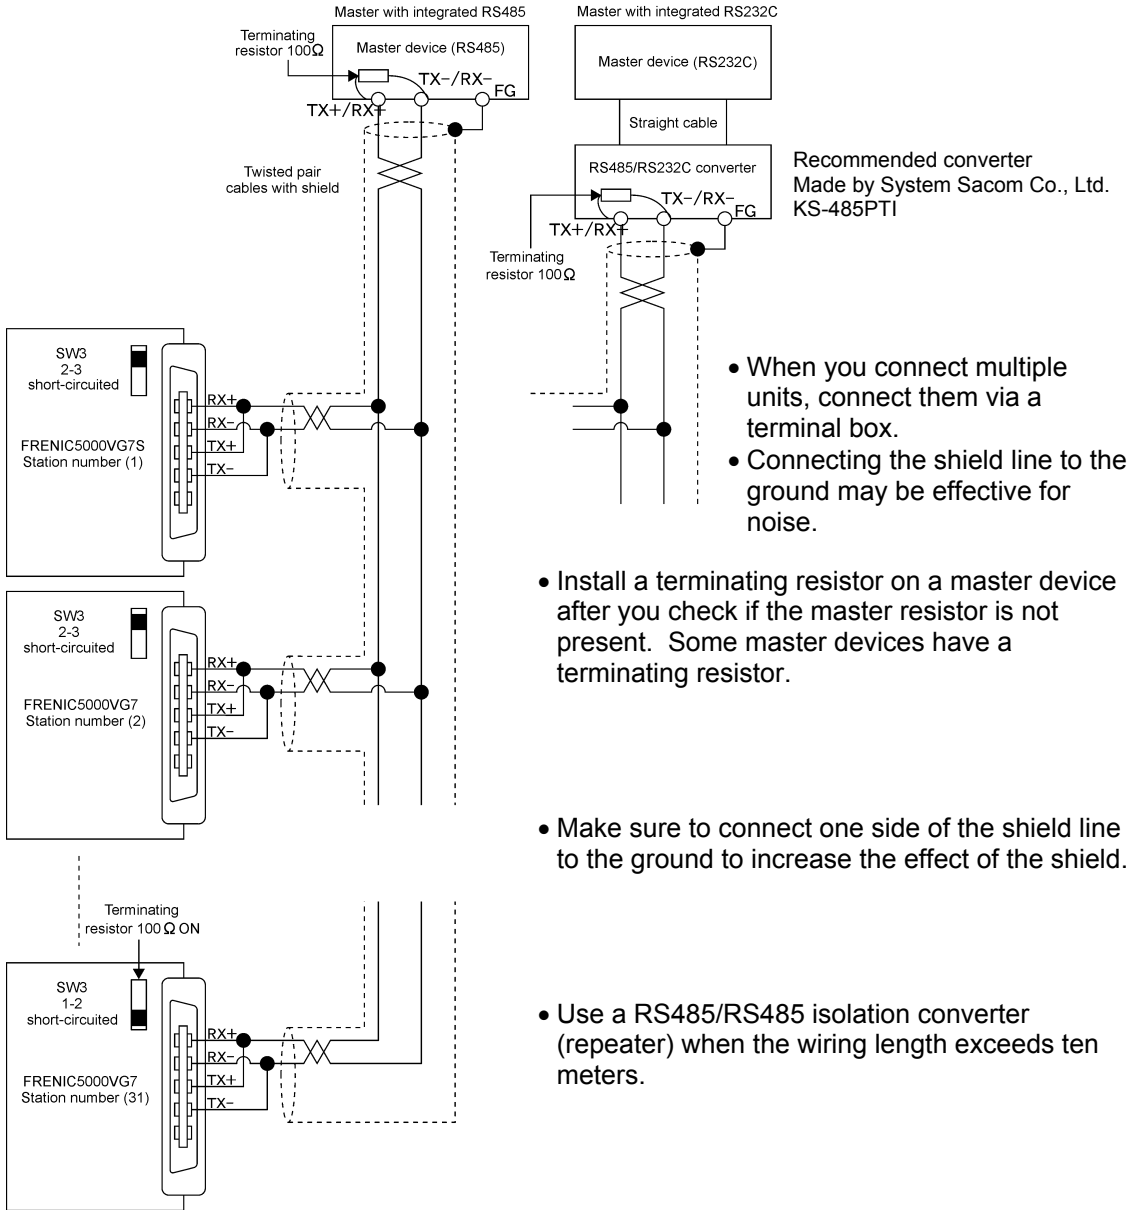 Master with integrated RS485
Master with integrated RS232C
Terminating
resistor 100Ω
Master device (RS485)
TX−/RX−
FG
TX+/RX+
Twisted pair
cables with shield
Master device (RS232C)
Straight cable
RS485/RS232C converter
TX−/RX−
FG
TX+/RX+
Terminating
resistor 100Ω
Recommended converter
Made by System Sacom Co., Ltd.
KS-485PTI
SW3
2-3
short-circuited
FRENIC5000VG7S
Station number (1)
RX+
RX−
TX+
TX−
• When you connect multiple
units, connect them via a
terminal box.
• Connecting the shield line to the
ground may be effective for
noise.
SW3
2-3
short-circuited
FRENIC5000VG7
Station number (2)
RX+
RX−
TX+
TX−
• Install a terminating resistor on a master device
after you check if the master resistor is not
present. Some master devices have a
terminating resistor.
• Make sure to connect one side of the shield line
to the ground to increase the effect of the shield.
Terminating
resistor 100Ω ON
SW3
1-2
short-circuited
FRENIC5000VG7
Station number (31)
RX+
RX−
TX+
TX−
• Use a RS485/RS485 isolation converter
(repeater) when the wiring length exceeds ten
meters.